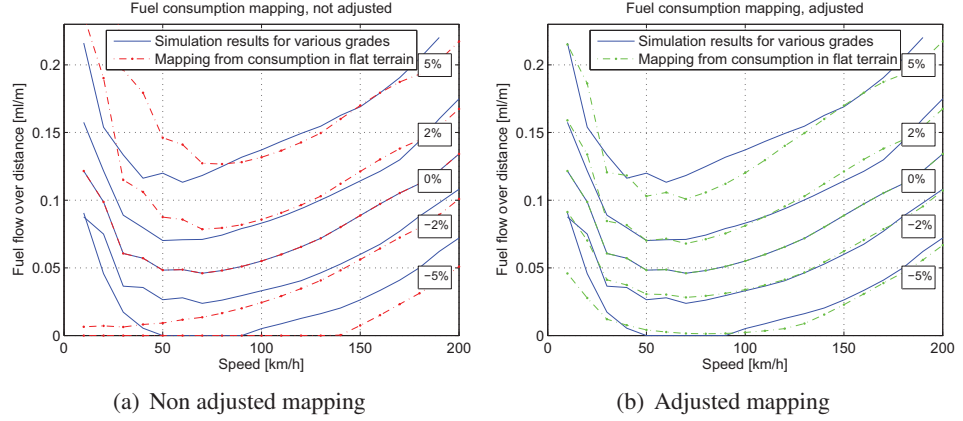 Fuel consumption mapping, not adjusted
Simulation results for various grades
Mapping from consumption in flat terrain
Fuel flow over distance [ml/m]
0.2
0.15
0.1
0.05
0
5%
2%
0%
−2%
−5%
0
50
100
150
200
Speed [km/h]
(a) Non adjusted mapping
Fuel consumption mapping, adjusted
Simulation results for various grades
Mapping from consumption in flat terrain
Fuel flow over distance [ml/m]
0.2
0.15
0.1
0.05
0
5%
2%
0%
−2%
−5%
0
50
100
150
200
Speed [km/h]
(b) Adjusted mapping